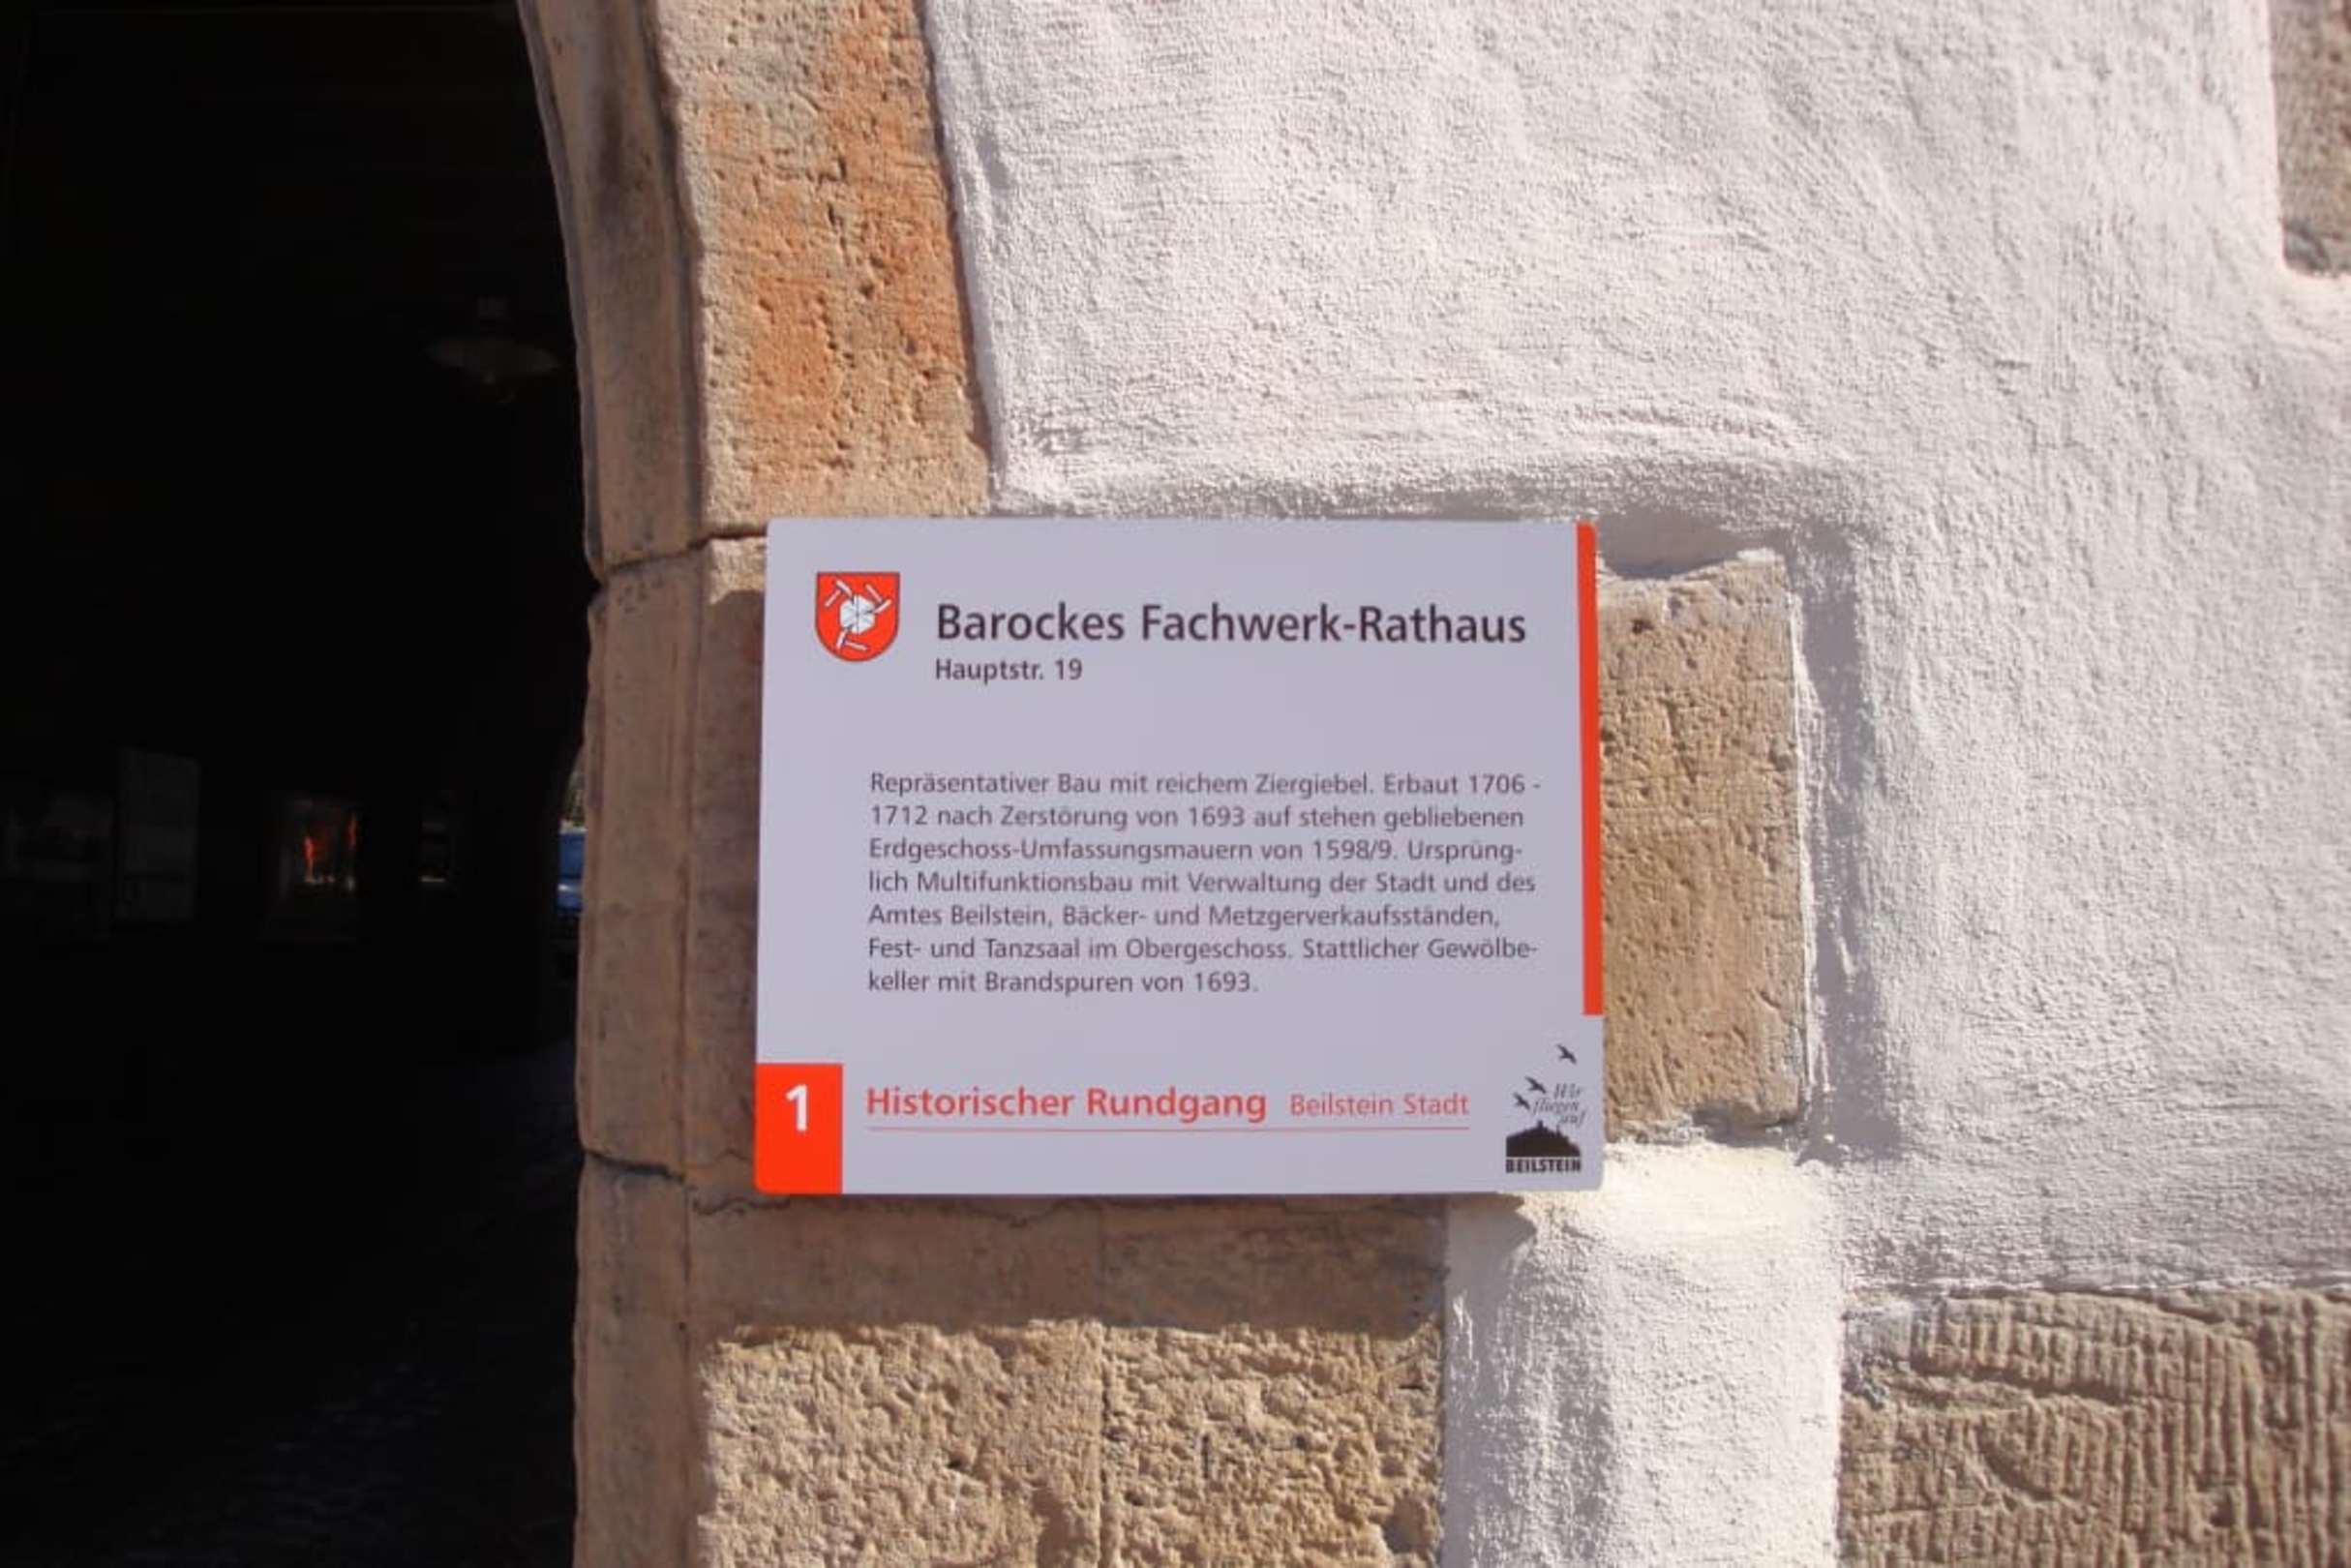 Barockes Fachwerk-Rathaus
Hauptstr. 19
Repräsentativer Bau mit reichem Ziergiebel. Erbaut 1706 -
1712 nach Zerstörung von 1693 auf stehen gebliebenen
Erdgeschoss-Umfassungsmauern von 1598/9. Ursprüng-
lich Multifunktionsbau mit Verwaltung der Stadt und des
Amtes Beilstein, Bäcker- und Metzgerverkaufsständen,
Fest- und Tanzsaal im Obergeschoss. Stattlicher Gewölbe-
keller mit Brandspuren von 1693.
1 Historischer Rundgang Beilstein Stadt
Wir
fliegen
auf
BEILSTEIN